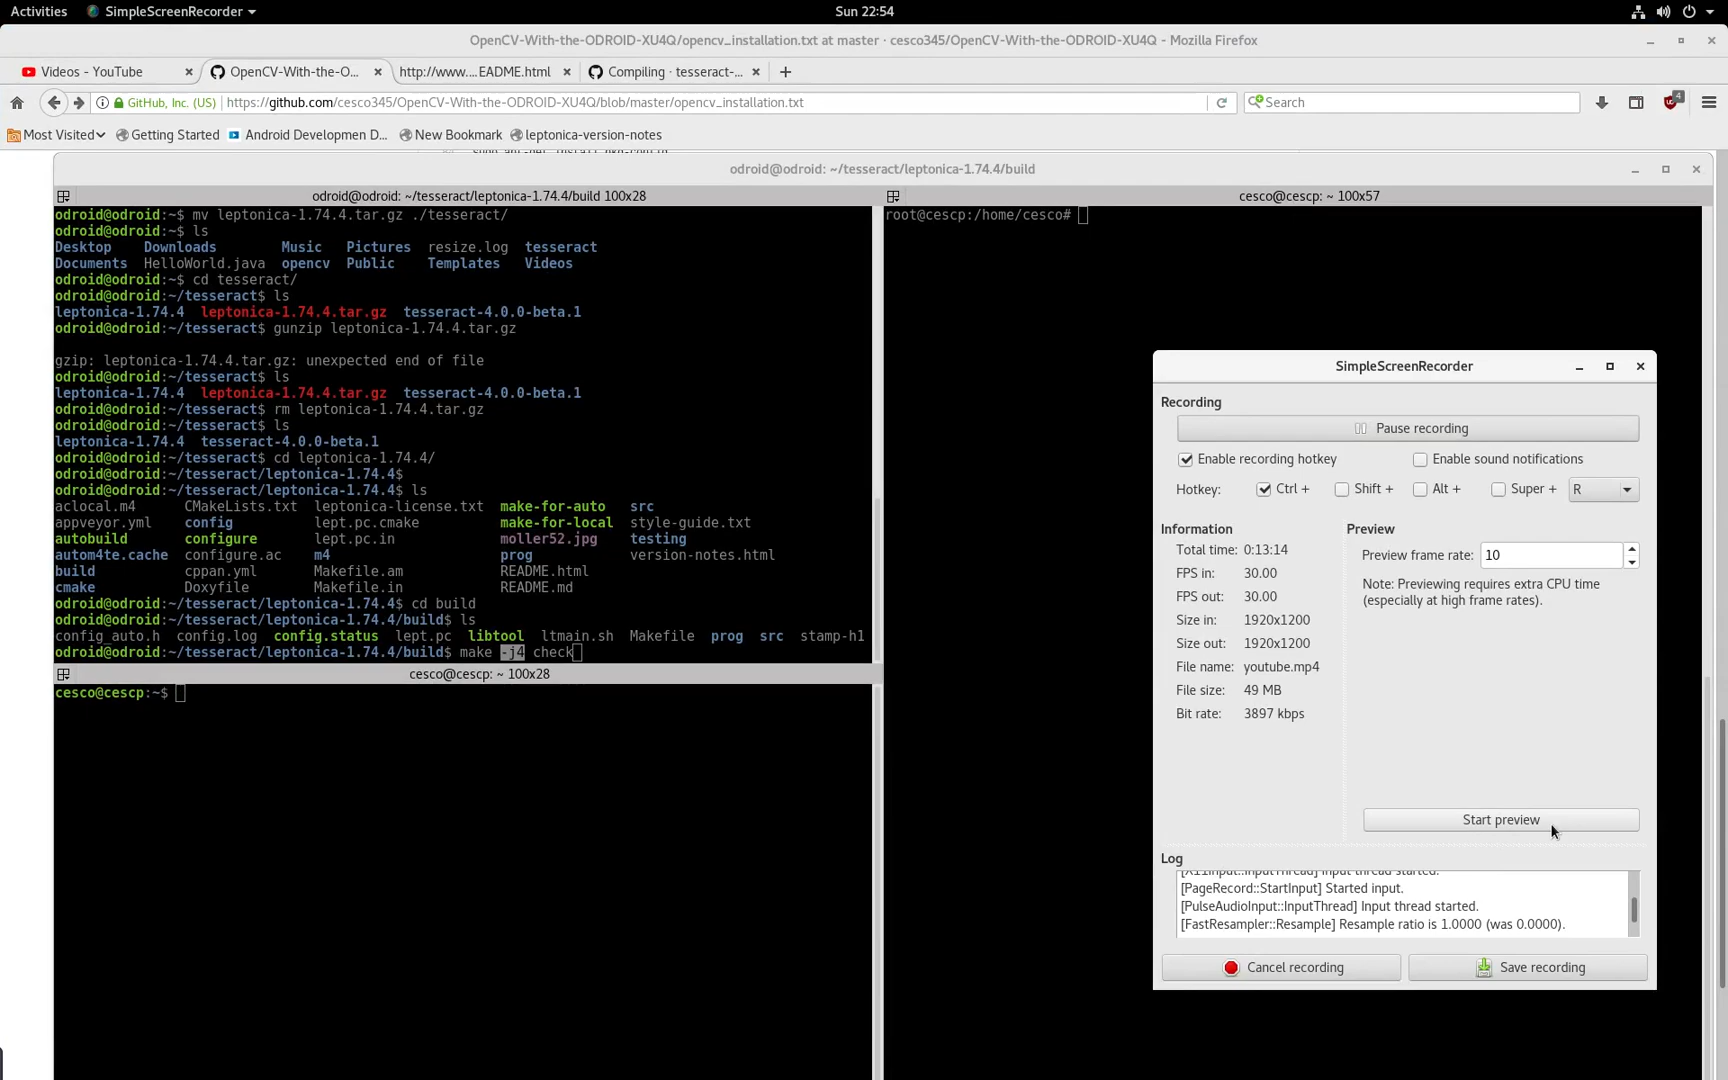 Activities SimpleScreenRecorder Sun 22:54
OpenCV-With-the-ODROID-XU4Q/opencv_installation.txt at master · cesco345/OpenCV-With-the-ODROID-XU4Q - Mozilla Firefox
Videos - YouTube OpenCV-With-the-O... http://www....EADME.html Compiling · tesseract-...
GitHub, Inc. (US) https://github.com/cesco345/OpenCV-With-the-ODROID-XU4Q/blob/master/opencv_installation.txt Search 4
Most Visited Getting Started Android Developmen D... New Bookmark leptonica-version-notes
odroid@odroid: ~/tesseract/leptonica-1.74.4/build
odroid@odroid: ~/tesseract/leptonica-1.74.4/build 100x28
odroid@odroid:~$ mv leptonica-1.74.4.tar.gz ./tesseract/
odroid@odroid:~$ ls
Desktop Downloads Music Pictures resize.log tesseract
Documents HelloWorld.java opencv Public Templates Videos
odroid@odroid:~$ cd tesseract/
odroid@odroid:~/tesseract$ ls
leptonica-1.74.4 leptonica-1.74.4.tar.gz tesseract-4.0.0-beta.1
odroid@odroid:~/tesseract$ gunzip leptonica-1.74.4.tar.gz
gzip: leptonica-1.74.4.tar.gz: unexpected end of file
odroid@odroid:~/tesseract$ ls
leptonica-1.74.4 leptonica-1.74.4.tar.gz tesseract-4.0.0-beta.1
odroid@odroid:~/tesseract$ rm leptonica-1.74.4.tar.gz
odroid@odroid:~/tesseract$ ls
leptonica-1.74.4 tesseract-4.0.0-beta.1
odroid@odroid:~/tesseract$ cd leptonica-1.74.4/
odroid@odroid:~/tesseract/leptonica-1.74.4$
odroid@odroid:~/tesseract/leptonica-1.74.4$ ls
aclocal.m4 CMakeLists.txt leptonica-license.txt make-for-auto src
appveyor.yml config lept.pc.cmake make-for-local style-guide.txt
autobuild configure lept.pc.in moller52.jpg testing
autom4te.cache configure.ac m4 prog version-notes.html
build cppan.yml Makefile.am README.html
cmake Doxyfile Makefile.in README.md
odroid@odroid:~/tesseract/leptonica-1.74.4$ cd build
odroid@odroid:~/tesseract/leptonica-1.74.4/build$ ls
config_auto.h config.log config.status lept.pc libtool ltmain.sh Makefile prog src stamp-h1
odroid@odroid:~/tesseract/leptonica-1.74.4/build$ make -j4 check
cesco@cescp: ~ 100x28
cesco@cescp:~$
cesco@cescp: ~ 100x57
root@cescp:/home/cesco#
SimpleScreenRecorder
Recording
Pause recording
Enable recording hotkey Enable sound notifications
Hotkey: Ctrl + Shift + Alt + Super + R
Information
Total time: 0:13:14
FPS in: 30.00
FPS out: 30.00
Size in: 1920x1200
Size out: 1920x1200
File name: youtube.mp4
File size: 49 MB
Bit rate: 3897 kbps
Preview
Preview frame rate: 10
Note: Previewing requires extra CPU time
(especially at high frame rates).
Start preview
Log
[X11Input::InputThread] Input thread started.
[PageRecord::StartInput] Started input.
[PulseAudioInput::InputThread] Input thread started.
[FastResampler::Resample] Resample ratio is 1.0000 (was 0.0000).
Cancel recording Save recording